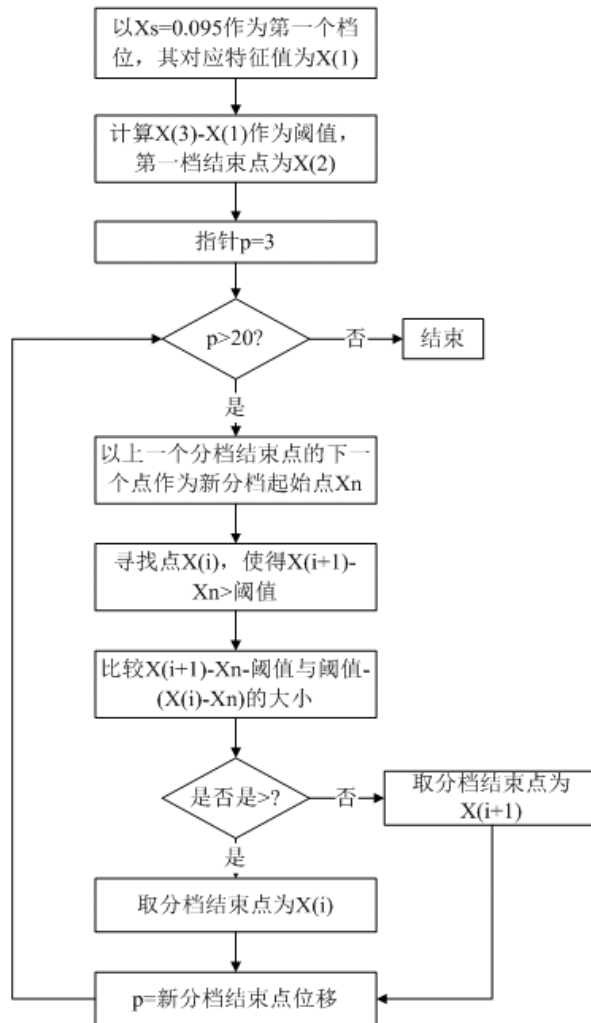 以Xs=0.095作为第一个档
位，其对应特征值为X(1)
计算X(3)-X(1)作为阈值，
第一档结束点为X(2)
指针p=3
p>20?
否
结束
是
以上一个分档结束点的下一
个点作为新分档起始点Xn
寻找点X(i)，使得X(i+1)-
Xn>阈值
比较X(i+1)-Xn-阈值与阈值-
(X(i)-Xn)的大小
是否是>?
否
取分档结束点为
X(i+1)
是
取分档结束点为X(i)
p=新分档结束点位移